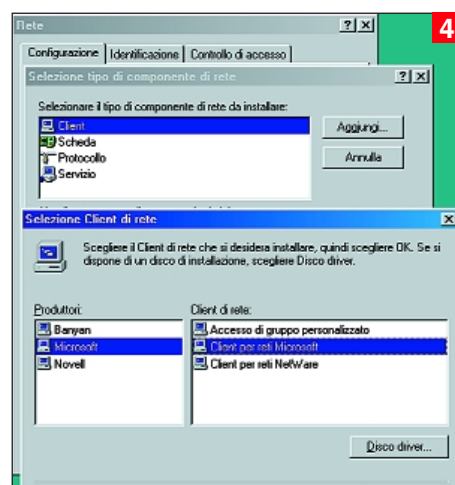 Rete
4
Configurazione Identificazione Controllo di accesso
Selezione tipo di componente di rete
Selezionare il tipo di componente di rete da installare:
Client
Scheda
Protocollo
Servizio
Aggiungi...
Annulla
Selezione Client di rete
Scegliere il Client di rete che si desidera installare, quindi scegliere OK. Se si
dispone di un disco di installazione, scegliere Disco driver.
Produttori:
Banyan
Microsoft
Novell
Client di rete:
Accesso di gruppo personalizzato
Client per reti Microsoft
Client per reti NetWare
Disco driver...